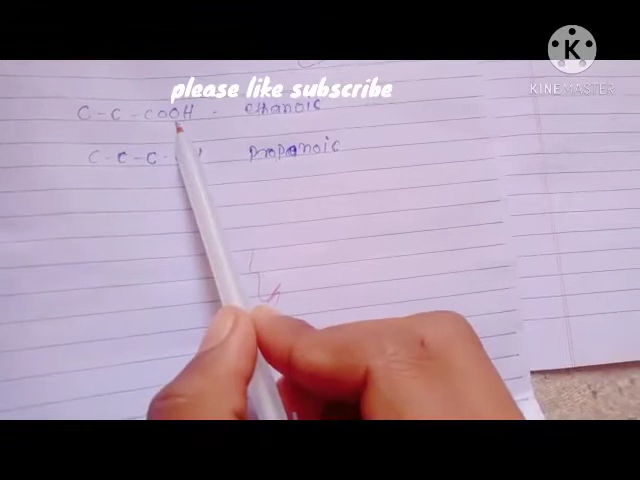 please like subscribe
KINEMASTER
C-C-COOH - ethanoic
C-C-C- propanoic